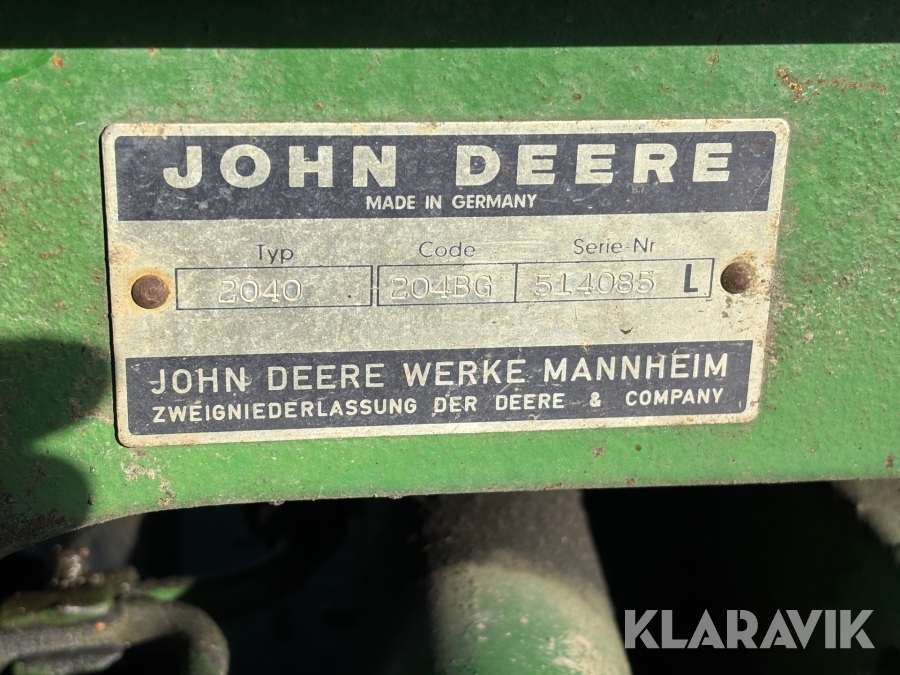 JOHN DEERE
MADE IN GERMANY
Typ Code Serie-Nr
2040 204BG 514085 L
JOHN DEERE WERKE MANNHEIM
ZWEIGNIEDERLASSUNG DER DEERE & COMPANY
KLARAVIK